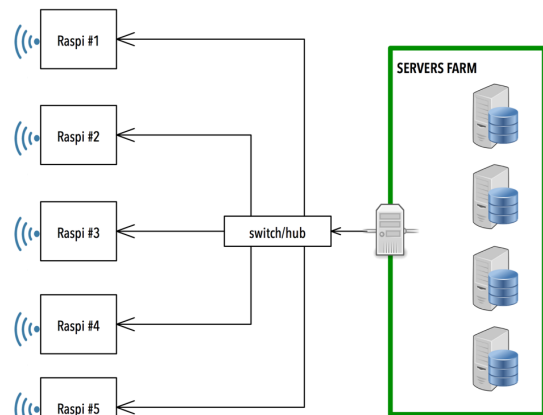 Raspi #1
SERVERS FARM
Raspi #2
Raspi #3
switch/hub
Raspi #4
Raspi #5